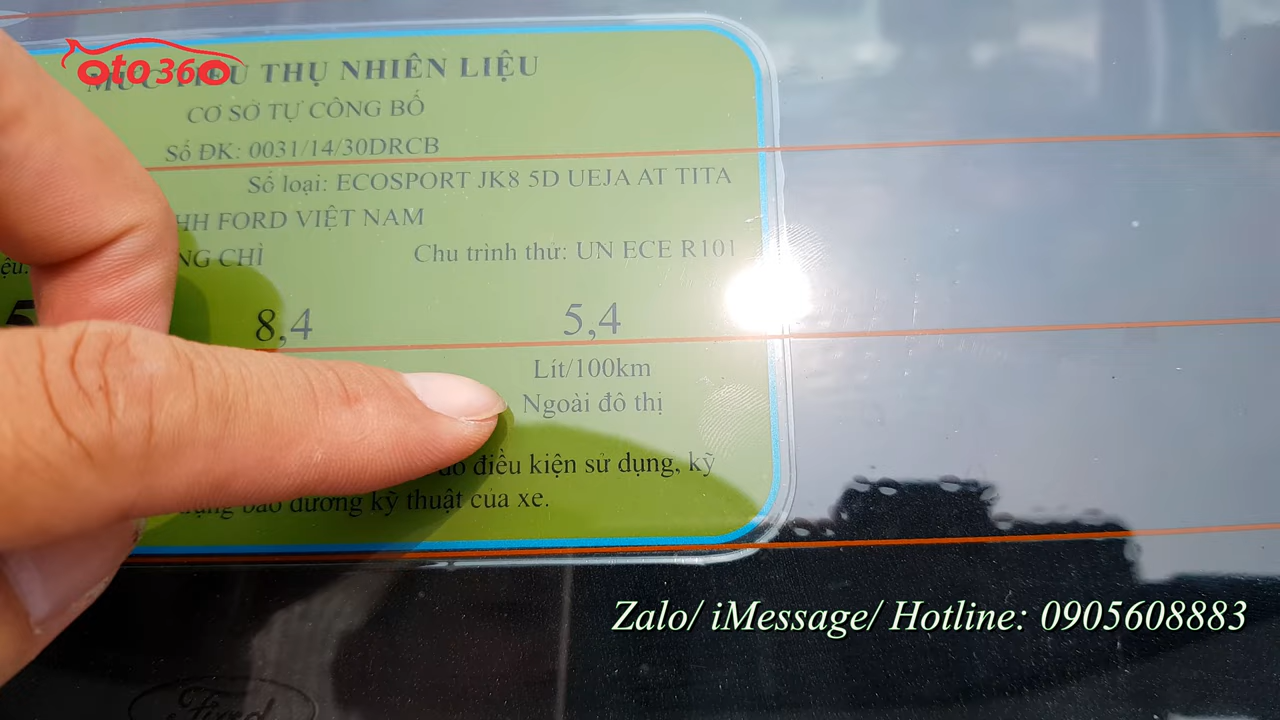 oto360
TIÊU THỤ NHIÊN LIỆU
CƠ SỞ TỰ CÔNG BỐ
Số ĐK: 0031/14/30DRCB
Số loại: ECOSPORT JK8 5D UEJA AT TITA
HH FORD VIỆT NAM
NG CHÌ Chu trình thử: UN ECE R101
8,4 5,4
Lít/100km
Ngoài đô thị
do điều kiện sử dụng, kỹ
bảo dưỡng kỹ thuật của xe.
Zalo/ iMessage/ Hotline: 0905608883
Ford